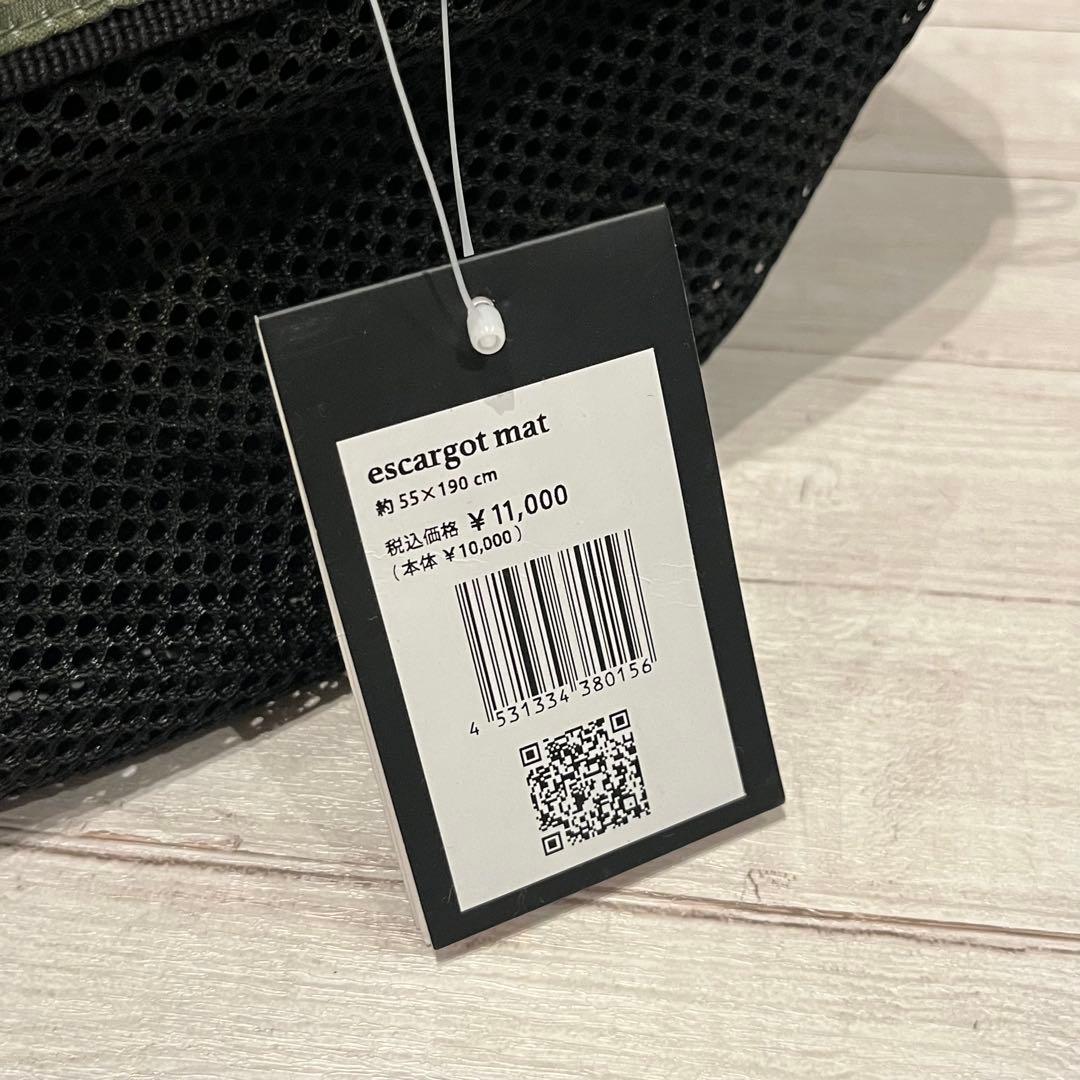 escargot mat
約 55×190 cm
税込価格 ¥11,000
(本体 ¥10,000)
4 531334 380156